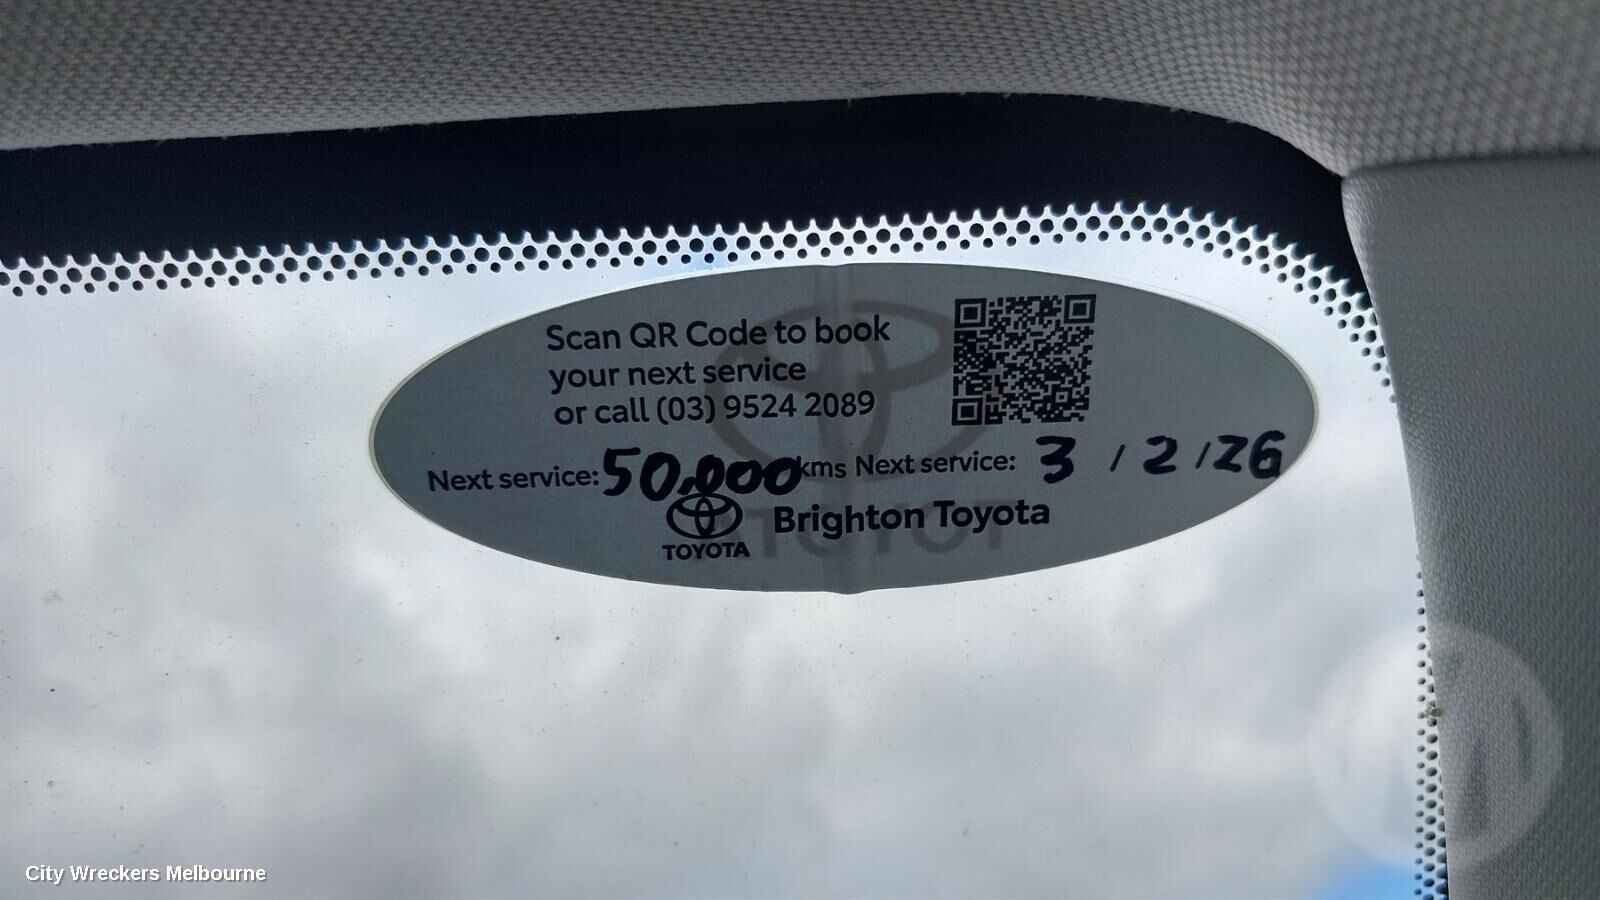 Scan QR Code to book
your next service
or call (03) 9524 2089
Next service: 50,000 kms Next service: 3 / 2 / 26
TOYOTA
Brighton Toyota
City Wreckers Melbourne